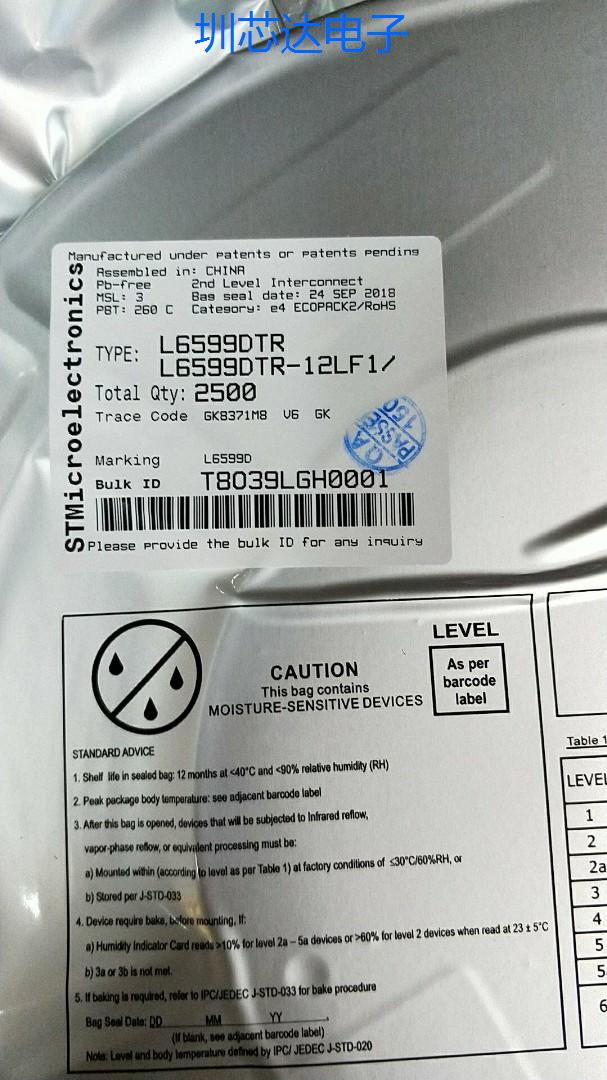 圳芯达电子
Manufactured under patents or patents pending
STMicroelectronics
Assembled in: CHINA
Pb-free 2nd Level Interconnect
MSL: 3 Bag seal date: 24 SEP 2018
PBT: 260 C Category: e4 ECOPACK2/RoHS
TYPE: L6599DTR
L6599DTR-12LF1/
Total Qty: 2500
Trace Code GK8371M8 V6 GK
QA
PASSED
150
Marking L6599D
Bulk ID T8039LGH0001
Please provide the bulk ID for any inquiry
LEVEL
As per
barcode
label
CAUTION
This bag contains
MOISTURE-SENSITIVE DEVICES
STANDARD ADVICE
1. Shelf life in sealed bag: 12 months at <40°C and <90% relative humidity (RH)
2. Peak package body temperature: see adjacent barcode label
3. After this bag is opened, devices that will be subjected to Infrared reflow,
vapor-phase reflow, or equivalent processing must be:
a) Mounted within (according to level as per Table 1) at factory conditions of ≤30°C/60%RH, or
b) Stored per J-STD-033
4. Device require bake, before mounting, if:
a) Humidity Indicator Card reads >10% for level 2a – 5a devices or >60% for level 2 devices when read at 23 ± 5°C
b) 3a or 3b is not met.
5. If baking is required, refer to IPC/JEDEC J-STD-033 for bake procedure
Bag Seal Date: DD MM YY .
(If blank, see adjacent barcode label)
Note: Level and body temperature defined by IPC/ JEDEC J-STD-020
Table 1
LEVEL
1
2
2a
3
4
5
5
6